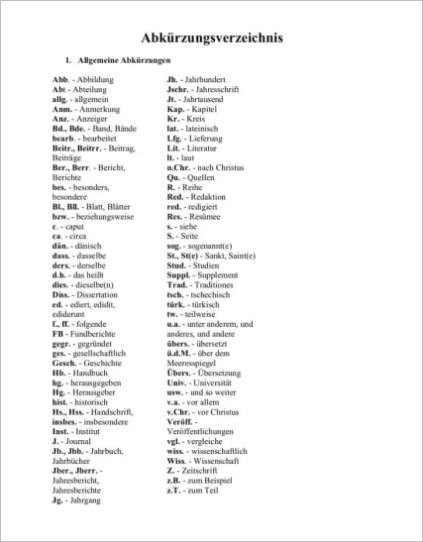 Abkürzungsverzeichnis
1. Allgemeine Abkürzungen
Abb. - Abbildung
Abt - Abteilung
allg. - allgemein
Anm. - Anmerkung
Anz. - Anzeiger
Bd., Bde. - Band, Bände
bearb. - bearbeitet
Beitr., Beitrr. - Beitrag,
Beiträge
Ber., Berr. - Bericht,
Berichte
bes. - besonders,
besondere
Bl., Bll. - Blatt, Blätter
bzw. - beziehungsweise
c. - caput
ca. - circa
dän. - dänisch
dass. - dasselbe
ders. - derselbe
d.h. - das heißt
dies. - dieselbe(n)
Diss. - Dissertation
ed. - ediert, edidit,
ediderunt
f., ff. - folgende
FB - Fundberichte
gegr. - gegründet
ges. - gesellschaftlich
Gesch. - Geschichte
Hb. - Handbuch
hg. - herausgegeben
Hg. - Herausgeber
hist. - historisch
Hs., Hss. - Handschrift,
insbes. - insbesondere
Inst. - Institut
J. - Journal
Jb., Jbb. - Jahrbuch,
Jahrbücher
Jber., Jberr. -
Jahresbericht,
Jahresberichte
Jg. - Jahrgang
Jh. - Jahrhundert
Jschr. - Jahresschrift
Jt. - Jahrtausend
Kap. - Kapitel
Kr. - Kreis
lat. - lateinisch
Lfg. - Lieferung
Lit. - Literatur
lt. - laut
n.Chr. - nach Christus
Qu. - Quellen
R. - Reihe
Red. - Redaktion
red. - redigiert
Res. - Resümee
s. - siehe
S. - Seite
sog. - sogenannt(e)
St., St(e) - Sankt, Saint(e)
Stud. - Studien
Suppl. - Supplement
Trad. - Traditiones
tsch. - tschechisch
türk. - türkisch
tw. - teilweise
u.a. - unter anderem, und
anderes, und andere
übers. - übersetzt
ü.d.M. - über dem
Meeresspiegel
Übers. - Übersetzung
Univ. - Universität
usw. - und so weiter
v.a. - vor allem
v.Chr. - vor Christus
Veröff. -
Veröffentlichungen
vgl. - vergleiche
wiss. - wissenschaftlich
Wiss. - Wissenschaft
Z. - Zeitschrift
z.B. - zum Beispiel
z.T. - zum Teil